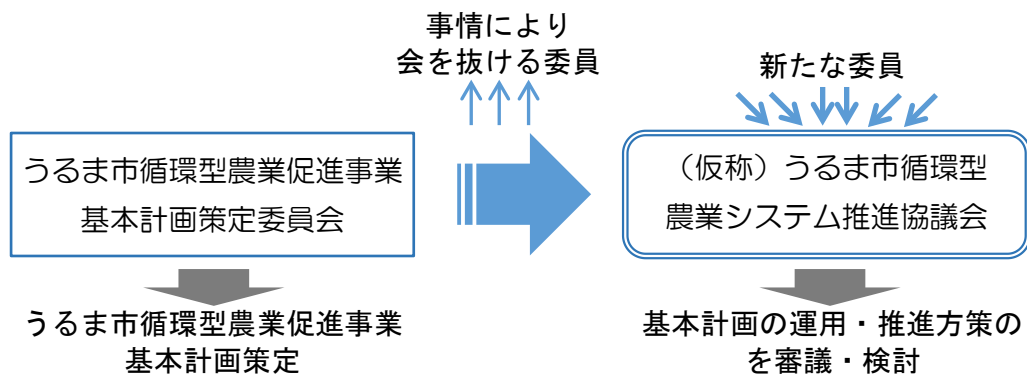 事情により
会を抜ける委員
新たな委員
うるま市循環型農業促進事業
基本計画策定委員会
（仮称）うるま市循環型
農業システム推進協議会
うるま市循環型農業促進事業
基本計画策定
基本計画の運用・推進方策の
を審議・検討